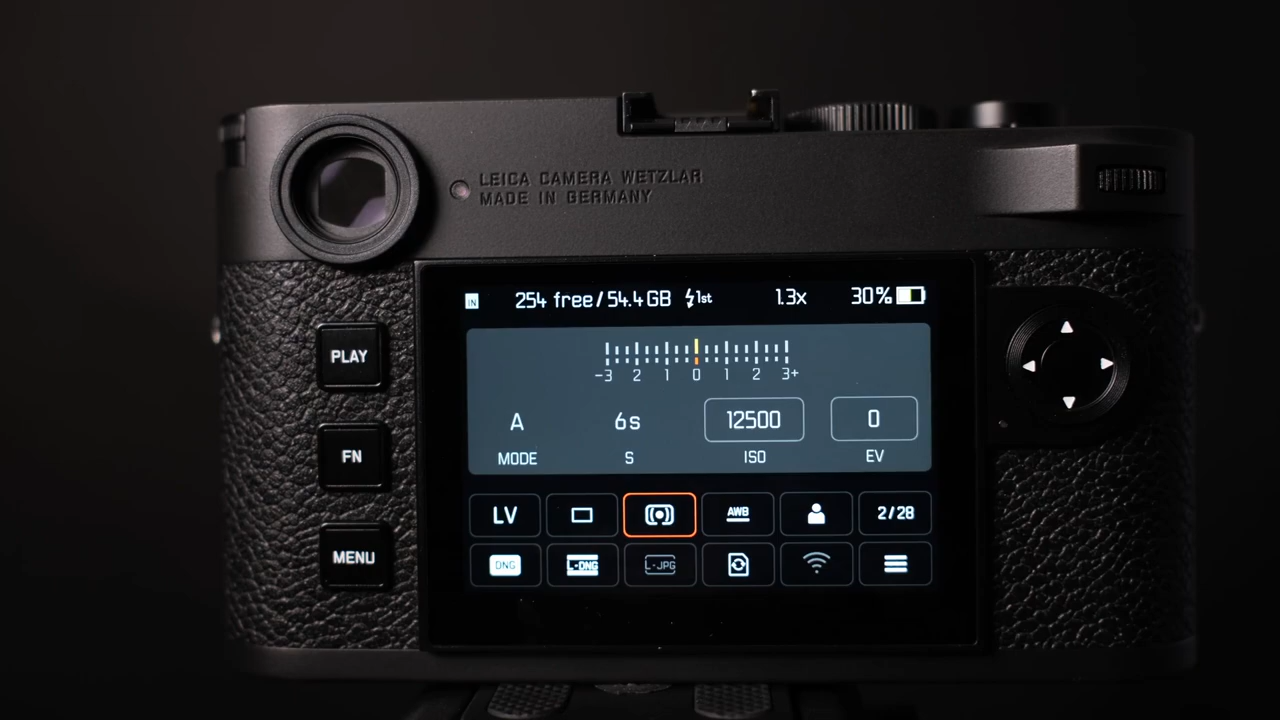 LEICA CAMERA WETZLAR
MADE IN GERMANY
IN 254 free/54.4GB 1st 1.3x 30%
-3 2 1 0 1 2 3+
PLAY
A 6s 12500 0
MODE S ISO EV
FN
LV AWB 2/28
MENU
DNG L-DNG L-JPG